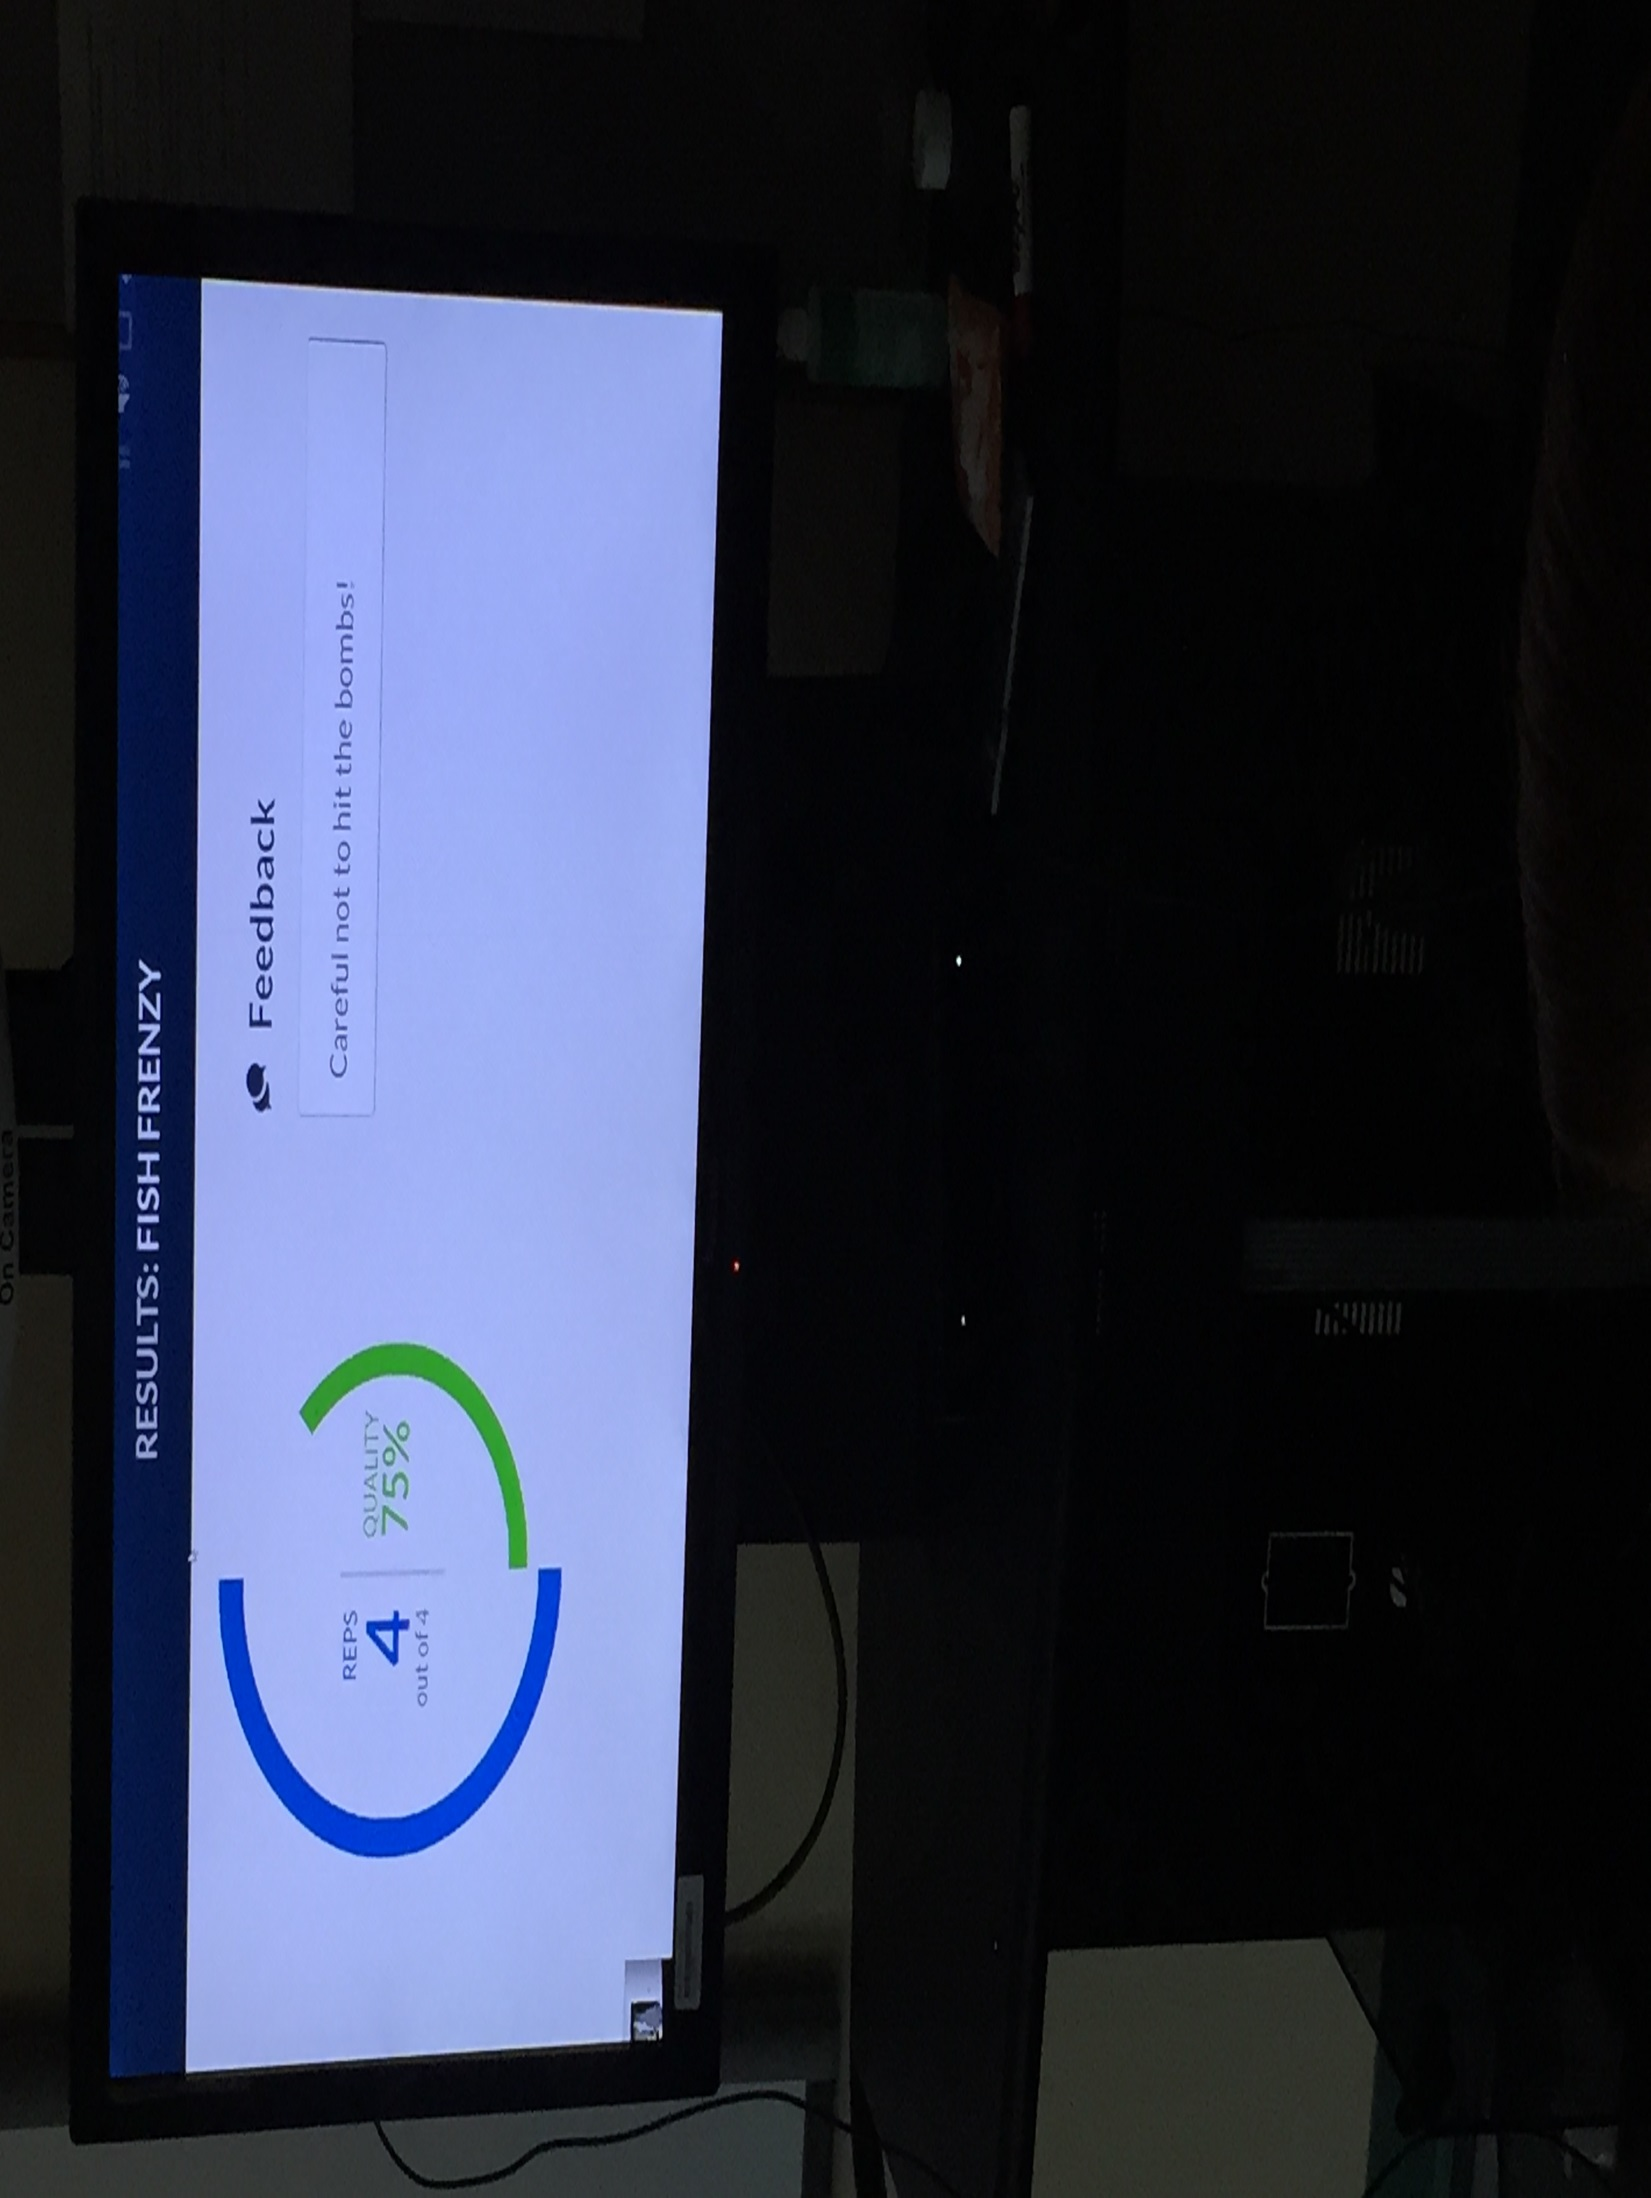 On Camera
RESULTS: FISH FRENZY
REPS
4
out of 4
QUALITY
75%
Feedback
Careful not to hit the bombs!